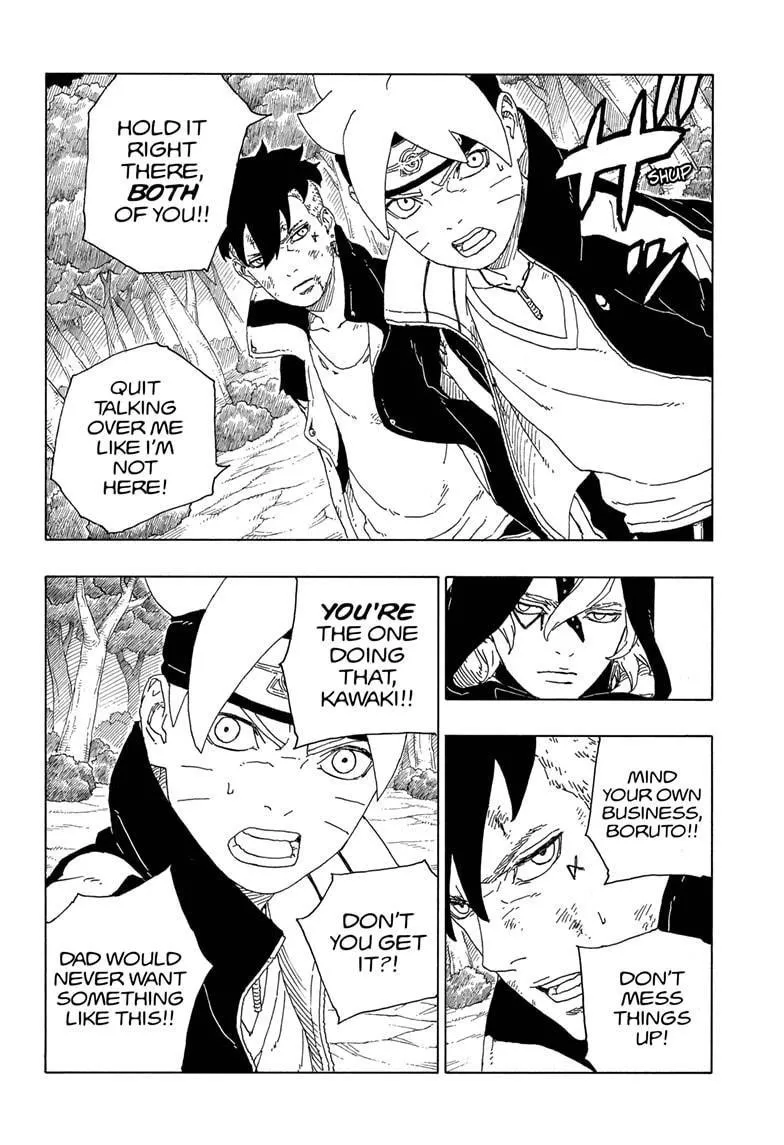 HOLD IT
RIGHT
THERE,
BOTH
OF YOU!!
SHUP
QUIT
TALKING
OVER ME
LIKE I'M
NOT
HERE!
MIND
YOUR OWN
BUSINESS,
BORUTO!!
DON'T
MESS
THINGS
UP!
YOU'RE
THE ONE
DOING
THAT,
KAWAKI!!
DON'T
YOU GET
IT?!
DAD WOULD
NEVER WANT
SOMETHING
LIKE THIS!!